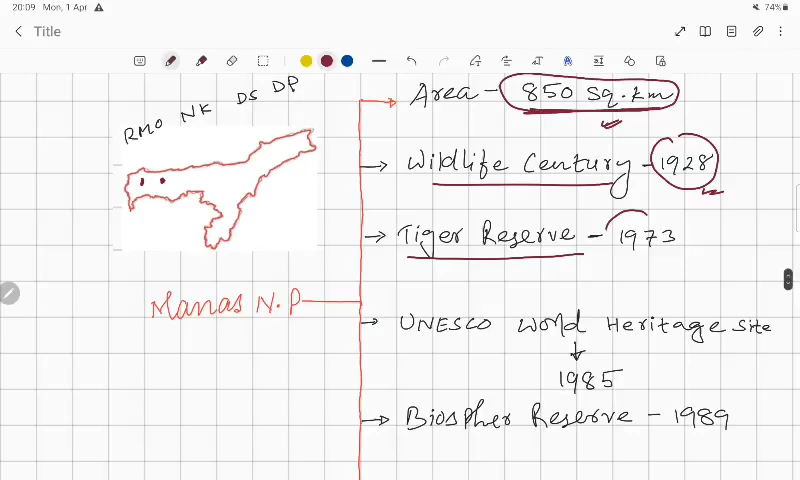 20:09 Mon, 1 Apr
74%
Title
RMO NK DS DP
Area - 850 Sq.km
Wildlife Century - 1928
Tiger Reserve - 1973
Manas N.P
UNESCO World Heritage Site
1985
Biospher Reserve - 1989